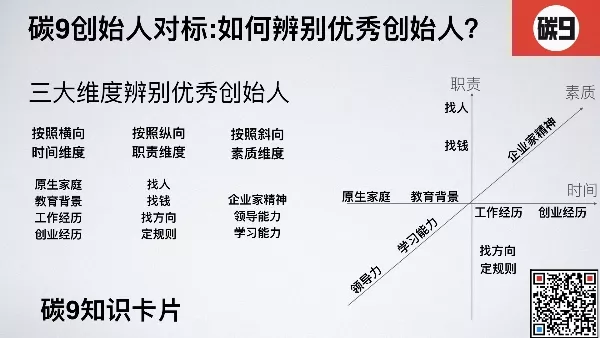 碳9创始人对标:如何辨别优秀创始人?
碳9
三大维度辨别优秀创始人
按照横向 按照纵向 按照斜向
时间维度 职责维度 素质维度
原生家庭 找人
教育背景 找钱 企业家精神
工作经历 找方向 领导能力
创业经历 定规则 学习能力
碳9知识卡片
职责
素质
找人
找钱
企业家精神
时间
原生家庭 教育背景
工作经历 创业经历
学习能力
领导力
找方向
定规则